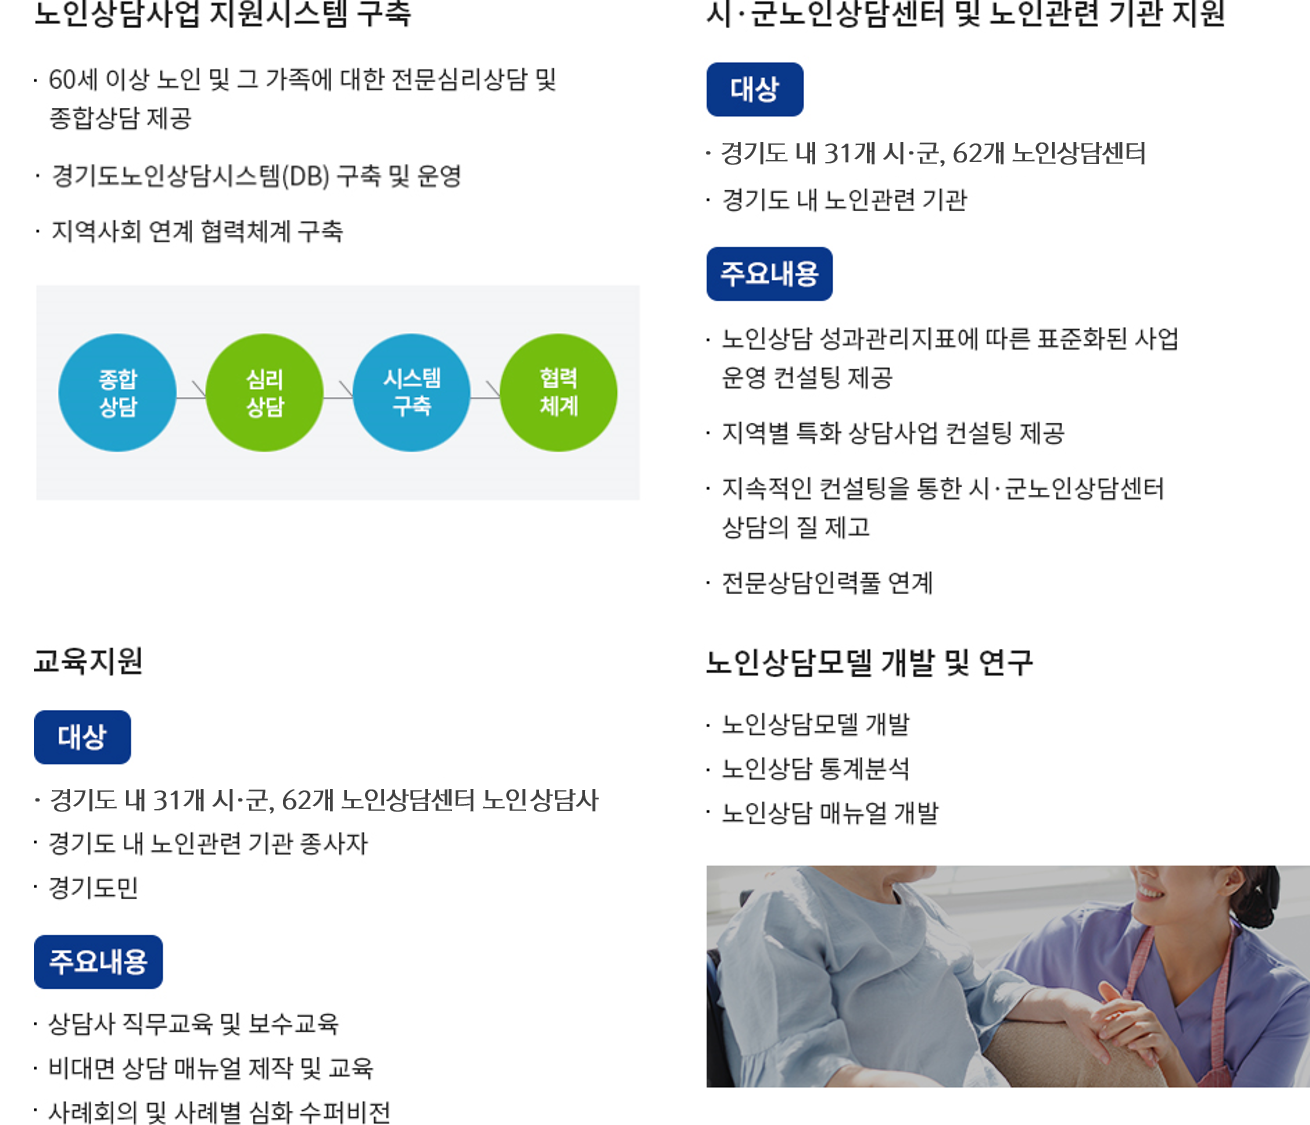 노인상담사업 지원시스템 구축
· 60세 이상 노인 및 그 가족에 대한 전문심리상담 및
종합상담 제공
· 경기도노인상담시스템(DB) 구축 및 운영
· 지역사회 연계 협력체계 구축
종합
상담
심리
상담
시스템
구축
협력
체계
시·군노인상담센터 및 노인관련 기관 지원
대상
· 경기도 내 31개 시·군, 62개 노인상담센터
· 경기도 내 노인관련 기관
주요내용
· 노인상담 성과관리지표에 따른 표준화된 사업
운영 컨설팅 제공
· 지역별 특화 상담사업 컨설팅 제공
· 지속적인 컨설팅을 통한 시·군노인상담센터
상담의 질 제고
· 전문상담인력풀 연계
교육지원
대상
· 경기도 내 31개 시·군, 62개 노인상담센터 노인상담사
· 경기도 내 노인관련 기관 종사자
· 경기도민
주요내용
· 상담사 직무교육 및 보수교육
· 비대면 상담 매뉴얼 제작 및 교육
· 사례회의 및 사례별 심화 수퍼비전
노인상담모델 개발 및 연구
· 노인상담모델 개발
· 노인상담 통계분석
· 노인상담 매뉴얼 개발